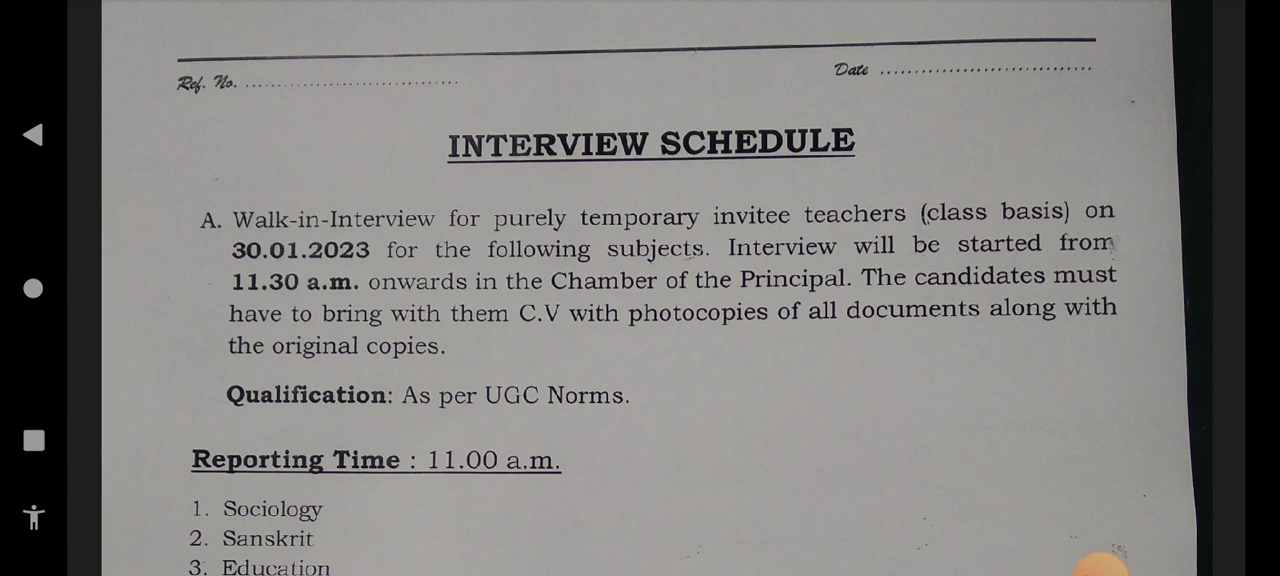 Ref. No. ................................
Date ................................
INTERVIEW SCHEDULE
A. Walk-in-Interview for purely temporary invitee teachers (class basis) on
30.01.2023 for the following subjects. Interview will be started from
11.30 a.m. onwards in the Chamber of the Principal. The candidates must
have to bring with them C.V with photocopies of all documents along with
the original copies.
Qualification: As per UGC Norms.
Reporting Time : 11.00 a.m.
1. Sociology
2. Sanskrit
3. Education